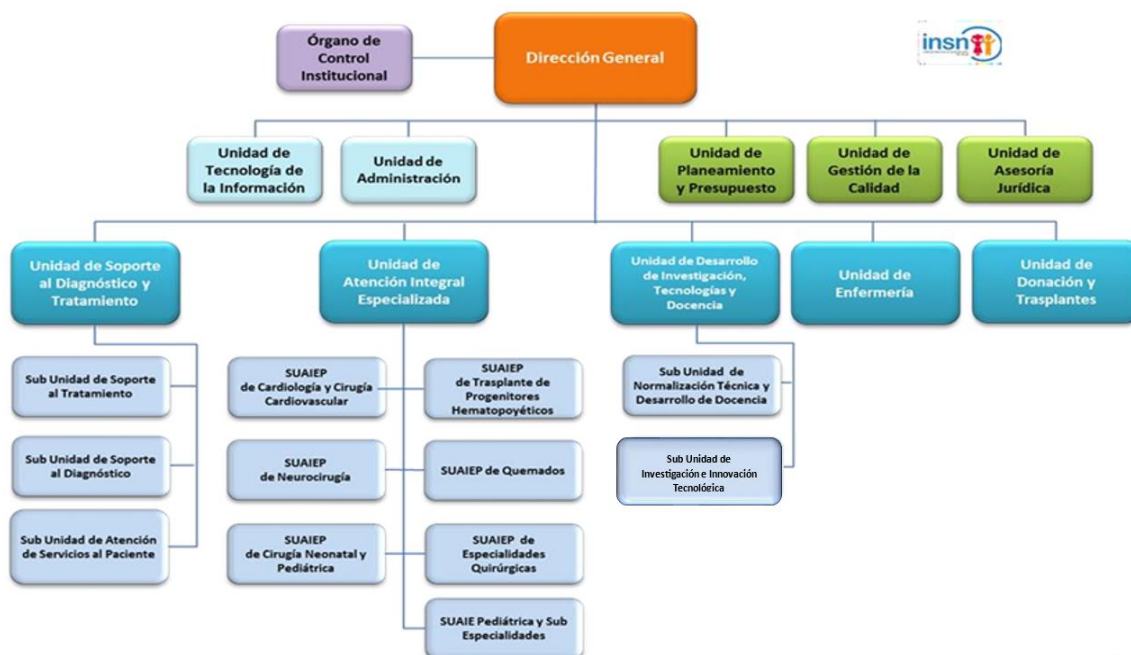 Órgano de
Control
Institucional
Dirección General
insn
Unidad de
Tecnología de
la Información
Unidad de
Administración
Unidad de
Planeamiento
y Presupuesto
Unidad de
Gestión de la
Calidad
Unidad de
Asesoría
Jurídica
Unidad de Soporte
al Diagnóstico y
Tratamiento
Unidad de
Atención Integral
Especializada
Unidad de Desarrollo
de Investigación,
Tecnologías y
Docencia
Unidad de
Enfermería
Unidad de
Donación y
Trasplantes
Sub Unidad de Soporte
al Tratamiento
Sub Unidad de Soporte
al Diagnóstico
Sub Unidad de Atención
de Servicios al Paciente
SUAIEP
de Cardiología y Cirugía
Cardiovascular
SUAIEP
de Neurocirugía
SUAIEP
de Cirugía Neonatal y
Pediátrica
SUAIEP
de Trasplante de
Progenitores
Hematopoyéticos
SUAIEP de Quemados
SUAIEP de
Especialidades
Quirúrgicas
SUAIE Pediátrica y Sub
Especialidades
Sub Unidad de
Normalización Técnica y
Desarrollo de Docencia
Sub Unidad de
Investigación e Innovación
Tecnológica